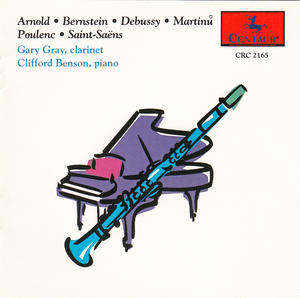 Arnold • Bernstein • Debussy • Martinů
Poulenc • Saint-Saëns
Gary Gray, clarinet
Clifford Benson, piano
CENTAUR
CRC 2165